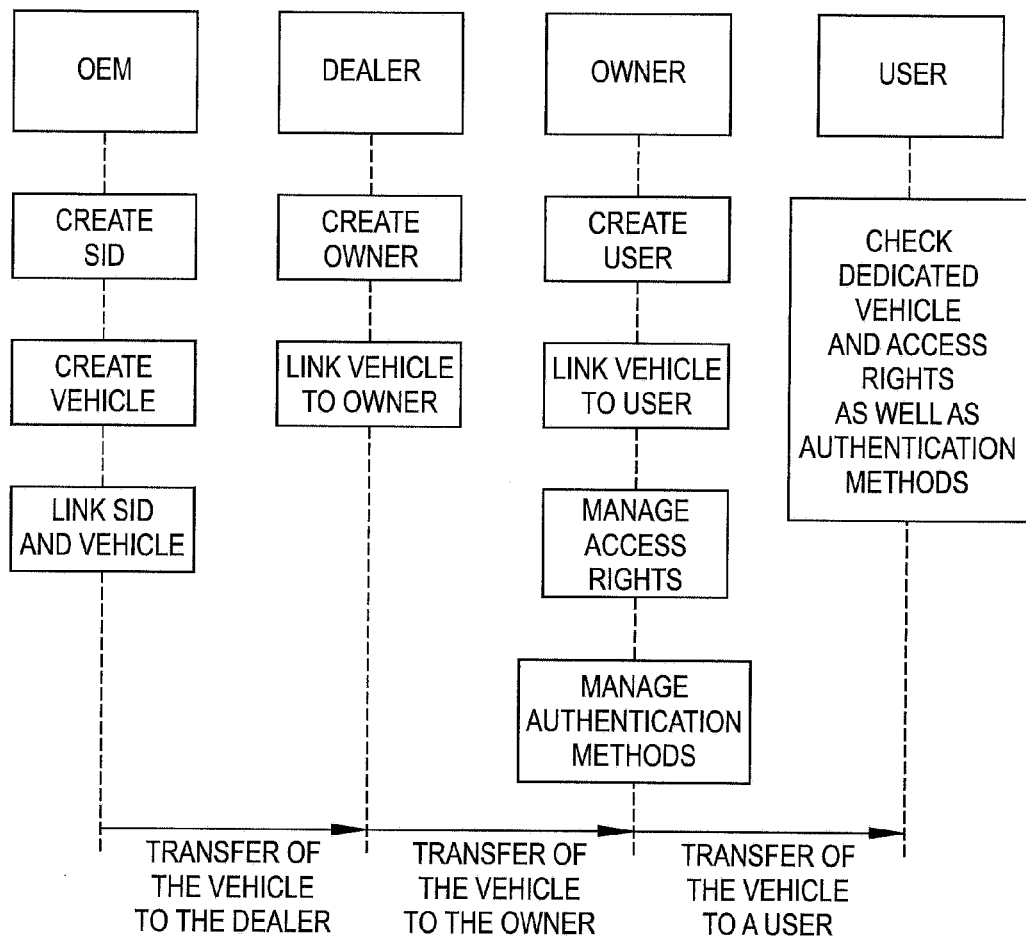 OEM
DEALER
OWNER
USER
CREATE
SID
CREATE
OWNER
CREATE
USER
CHECK
DEDICATED
VEHICLE
AND ACCESS
RIGHTS
AS WELL AS
AUTHENTICATION
METHODS
CREATE
VEHICLE
LINK VEHICLE
TO OWNER
LINK VEHICLE
TO USER
LINK SID
AND VEHICLE
MANAGE
ACCESS
RIGHTS
MANAGE
AUTHENTICATION
METHODS
TRANSFER OF
THE VEHICLE
TO THE DEALER
TRANSFER OF
THE VEHICLE
TO THE OWNER
TRANSFER OF
THE VEHICLE
TO A USER